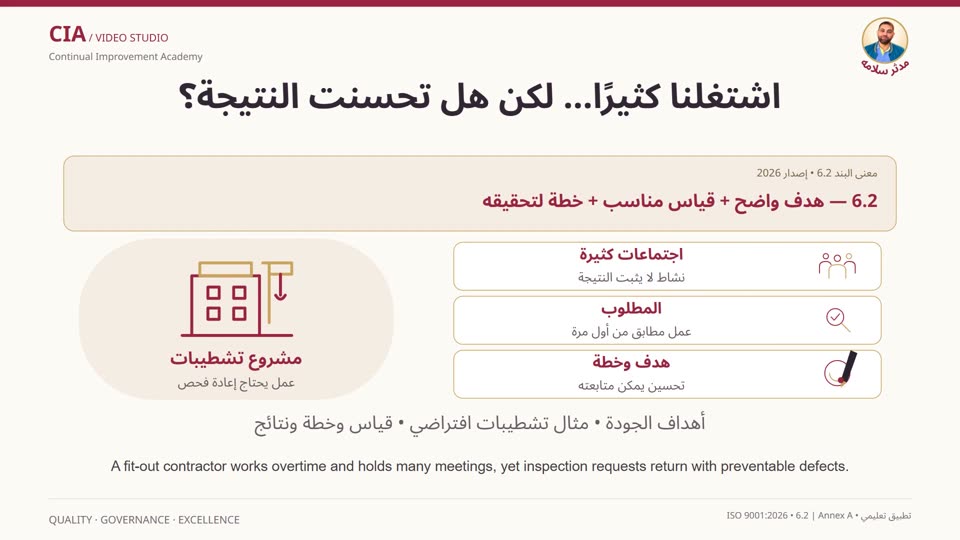 CIA / VIDEO STUDIO
Continual Improvement Academy
مدثر سلامه
اشتغلنا كثيرًا... لكن هل تحسنت النتيجة؟
معنى البند 6.2 • إصدار 2026
6.2 — هدف واضح + قياس مناسب + خطة لتحقيقه
اجتماعات كثيرة
نشاط لا يثبت النتيجة
المطلوب
عمل مطابق من أول مرة
هدف وخطة
تحسين يمكن متابعته
مشروع تشطيبات
عمل يحتاج إعادة فحص
أهداف الجودة • مثال تشطيبات افتراضي • قياس وخطة ونتائج
A fit-out contractor works overtime and holds many meetings, yet inspection requests return with preventable defects.
QUALITY · GOVERNANCE · EXCELLENCE
ISO 9001:2026 • 6.2 | Annex A • تطبيق تعليمي